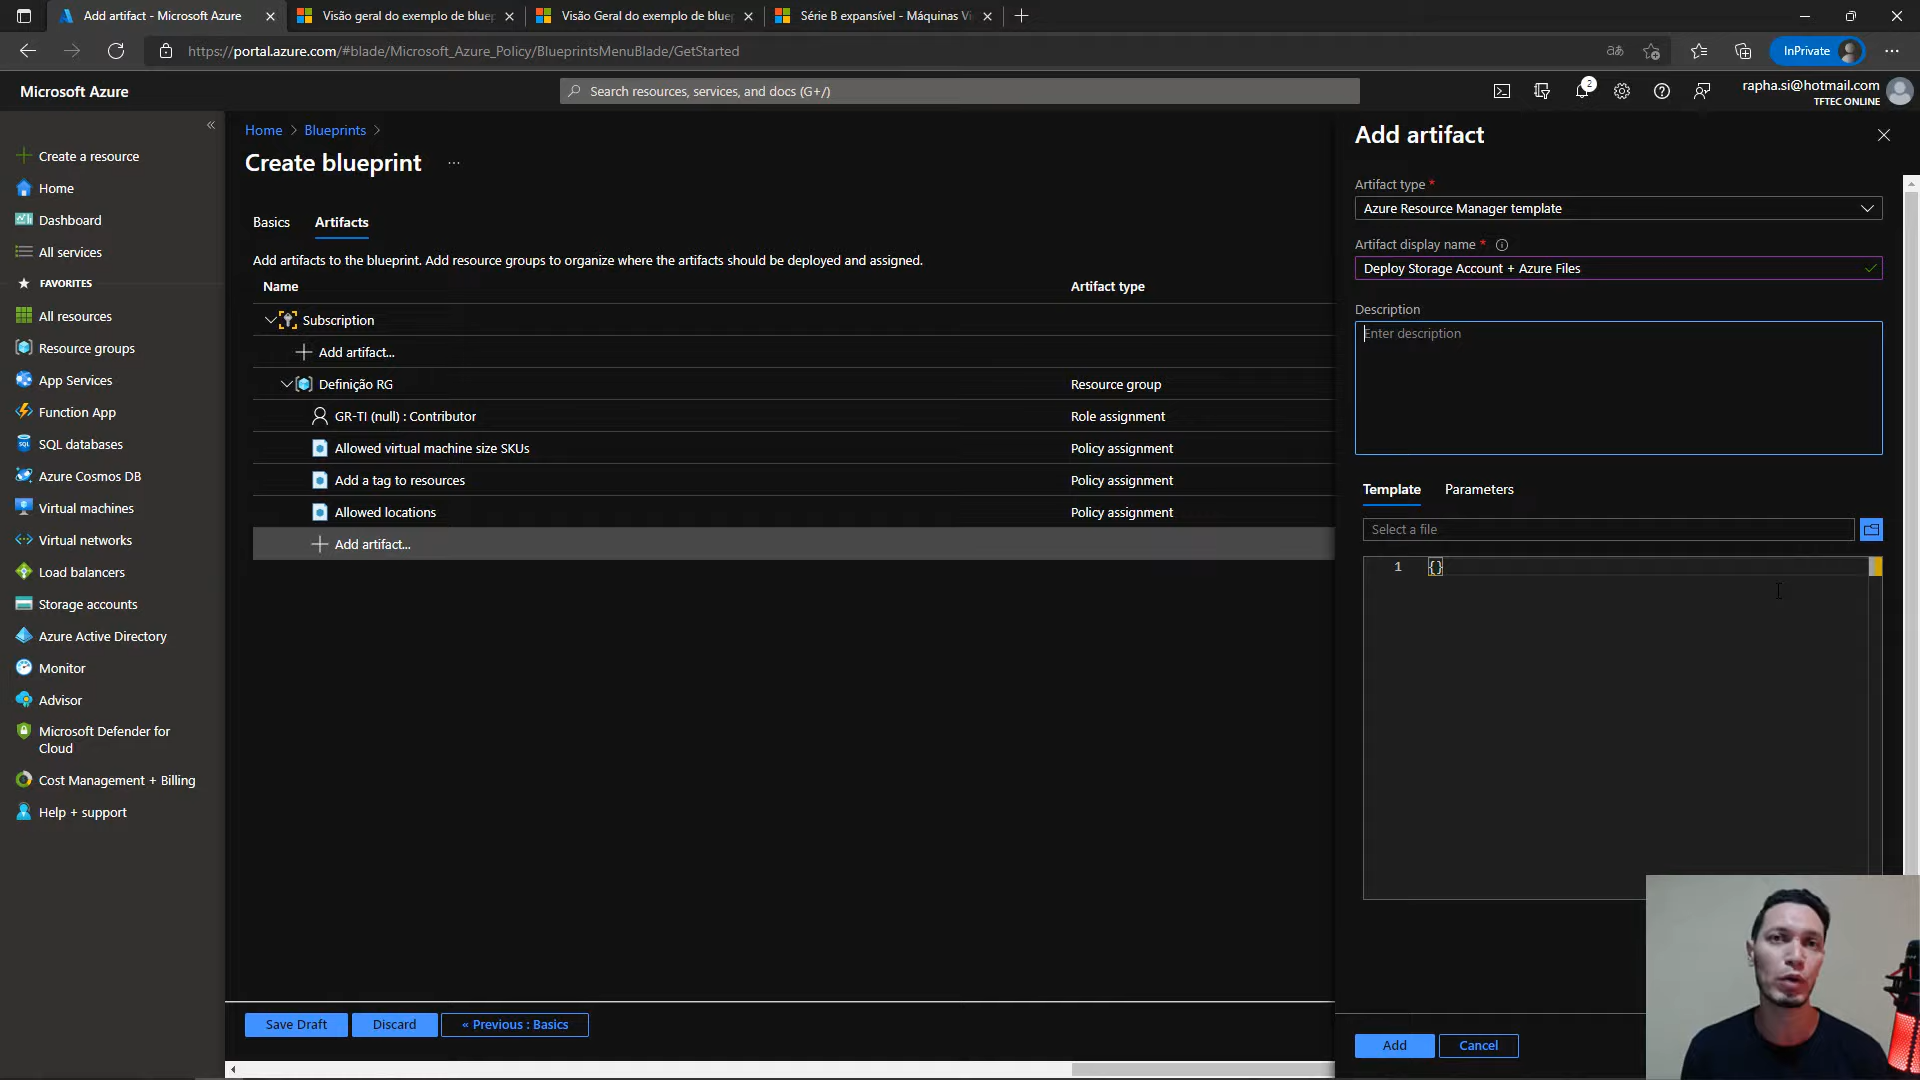 Add artifact - Microsoft Azure
Visão geral do exemplo de bluep
Visão Geral do exemplo de blue
Série B expansível - Máquinas Vi
https://portal.azure.com/#blade/Microsoft_Azure_Policy/BlueprintsMenuBlade/GetStarted
InPrivate
Microsoft Azure
Search resources, services, and docs (G+/)
2
rapha.si@hotmail.com
TFTEC ONLINE
Create a resource
Home
Dashboard
All services
FAVORITES
All resources
Resource groups
App Services
Function App
SQL databases
Azure Cosmos DB
Virtual machines
Virtual networks
Load balancers
Storage accounts
Azure Active Directory
Monitor
Advisor
Microsoft Defender for
Cloud
Cost Management + Billing
Help + support
Home > Blueprints >
Create blueprint ...
Basics Artifacts
Add artifacts to the blueprint. Add resource groups to organize where the artifacts should be deployed and assigned.
Name Artifact type
Subscription
Add artifact...
Definição RG Resource group
GR-TI (null) : Contributor Role assignment
Allowed virtual machine size SKUs Policy assignment
Add a tag to resources Policy assignment
Allowed locations Policy assignment
Add artifact...
Save Draft
Discard
« Previous : Basics
Add artifact
Artifact type *
Azure Resource Manager template
Artifact display name *
Deploy Storage Account + Azure Files
Description
Enter description
Template Parameters
Select a file
1 {}
Add
Cancel